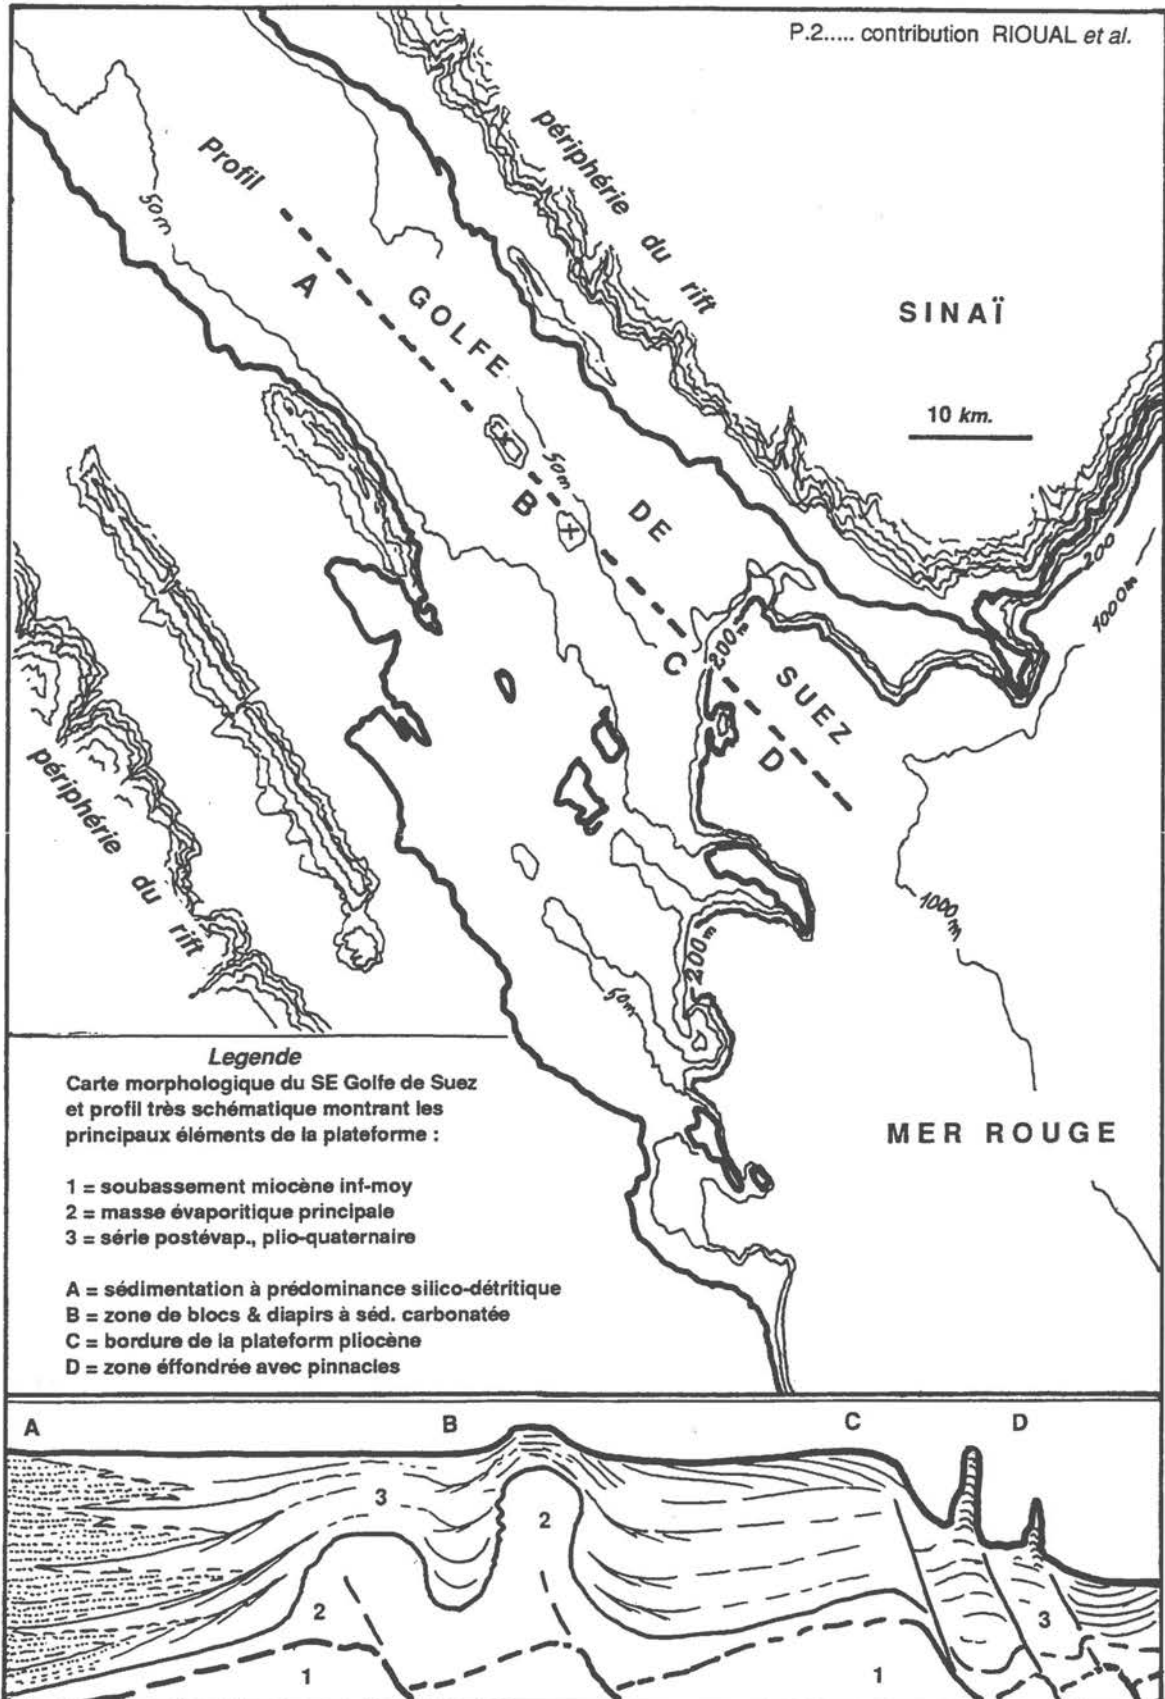 P.2..... contribution RIOUAL et al.
périphérie du rift
Profil
50m
A
GOLFE
SINAÏ
10 km.
50m
B
DE
200
1000m
C
200m
SUEZ
D
périphérie du rift
1000m
200m
50m
Legende
Carte morphologique du SE Golfe de Suez
et profil très schématique montrant les
principaux éléments de la plateforme :
MER ROUGE
1 = soubassement miocène inf-moy
2 = masse évaporitique principale
3 = série postévap., plio-quaternaire
A = sédimentation à prédominance silico-détritique
B = zone de blocs & diapirs à séd. carbonatée
C = bordure de la plateform pliocène
D = zone éffondrée avec pinnacles
A
B
C
D
3
2
2
3
1
1